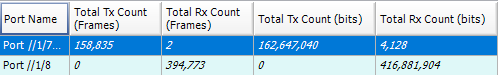 Port Name Total Tx Count (Frames) Total Rx Count (Frames) Total Tx Count (bits) Total Rx Count (bits)
Port //1/7... 158,835 2 162,647,040 4,128
Port //1/8 0 394,773 0 416,881,904